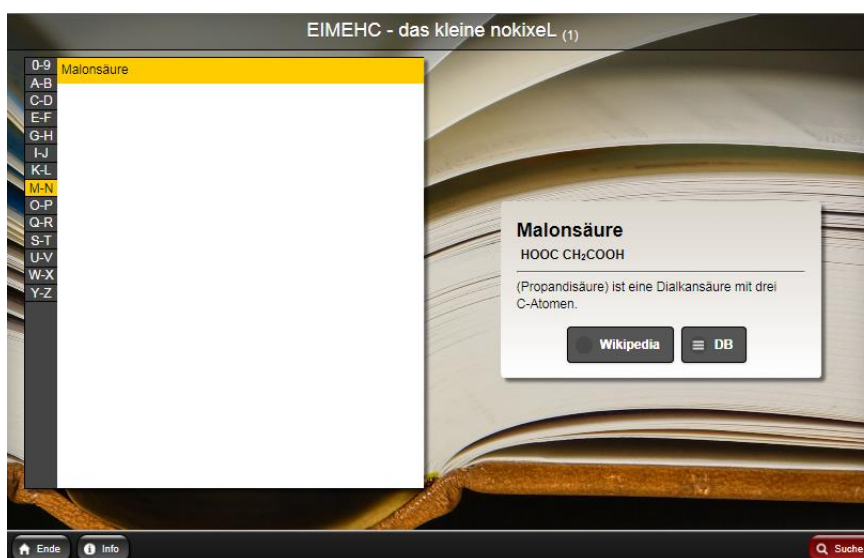 EIMEHC - das kleine nokixeL (1)
0-9
Malonsäure
A-B
C-D
E-F
G-H
I-J
K-L
M-N
O-P
Q-R
S-T
U-V
W-X
Y-Z
Malonsäure
HOOC CH₂COOH
(Propandisäure) ist eine Dialkansäure mit drei
C-Atomen.
Wikipedia
DB
Ende
Info
Suche